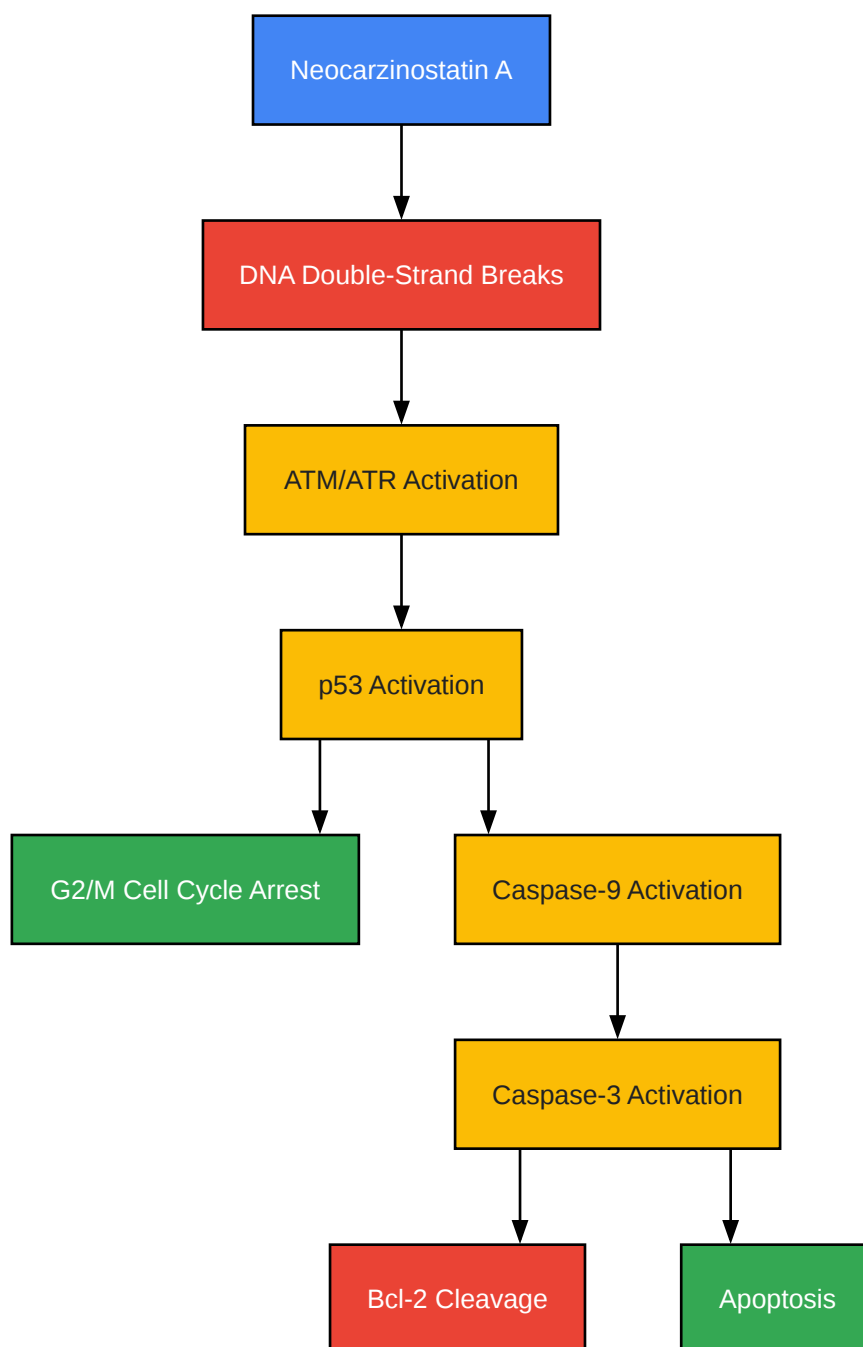 Neocarzinostatin A
DNA Double-Strand Breaks
ATM/ATR Activation
p53 Activation
G2/M Cell Cycle Arrest
Caspase-9 Activation
Caspase-3 Activation
Bcl-2 Cleavage
Apoptosis